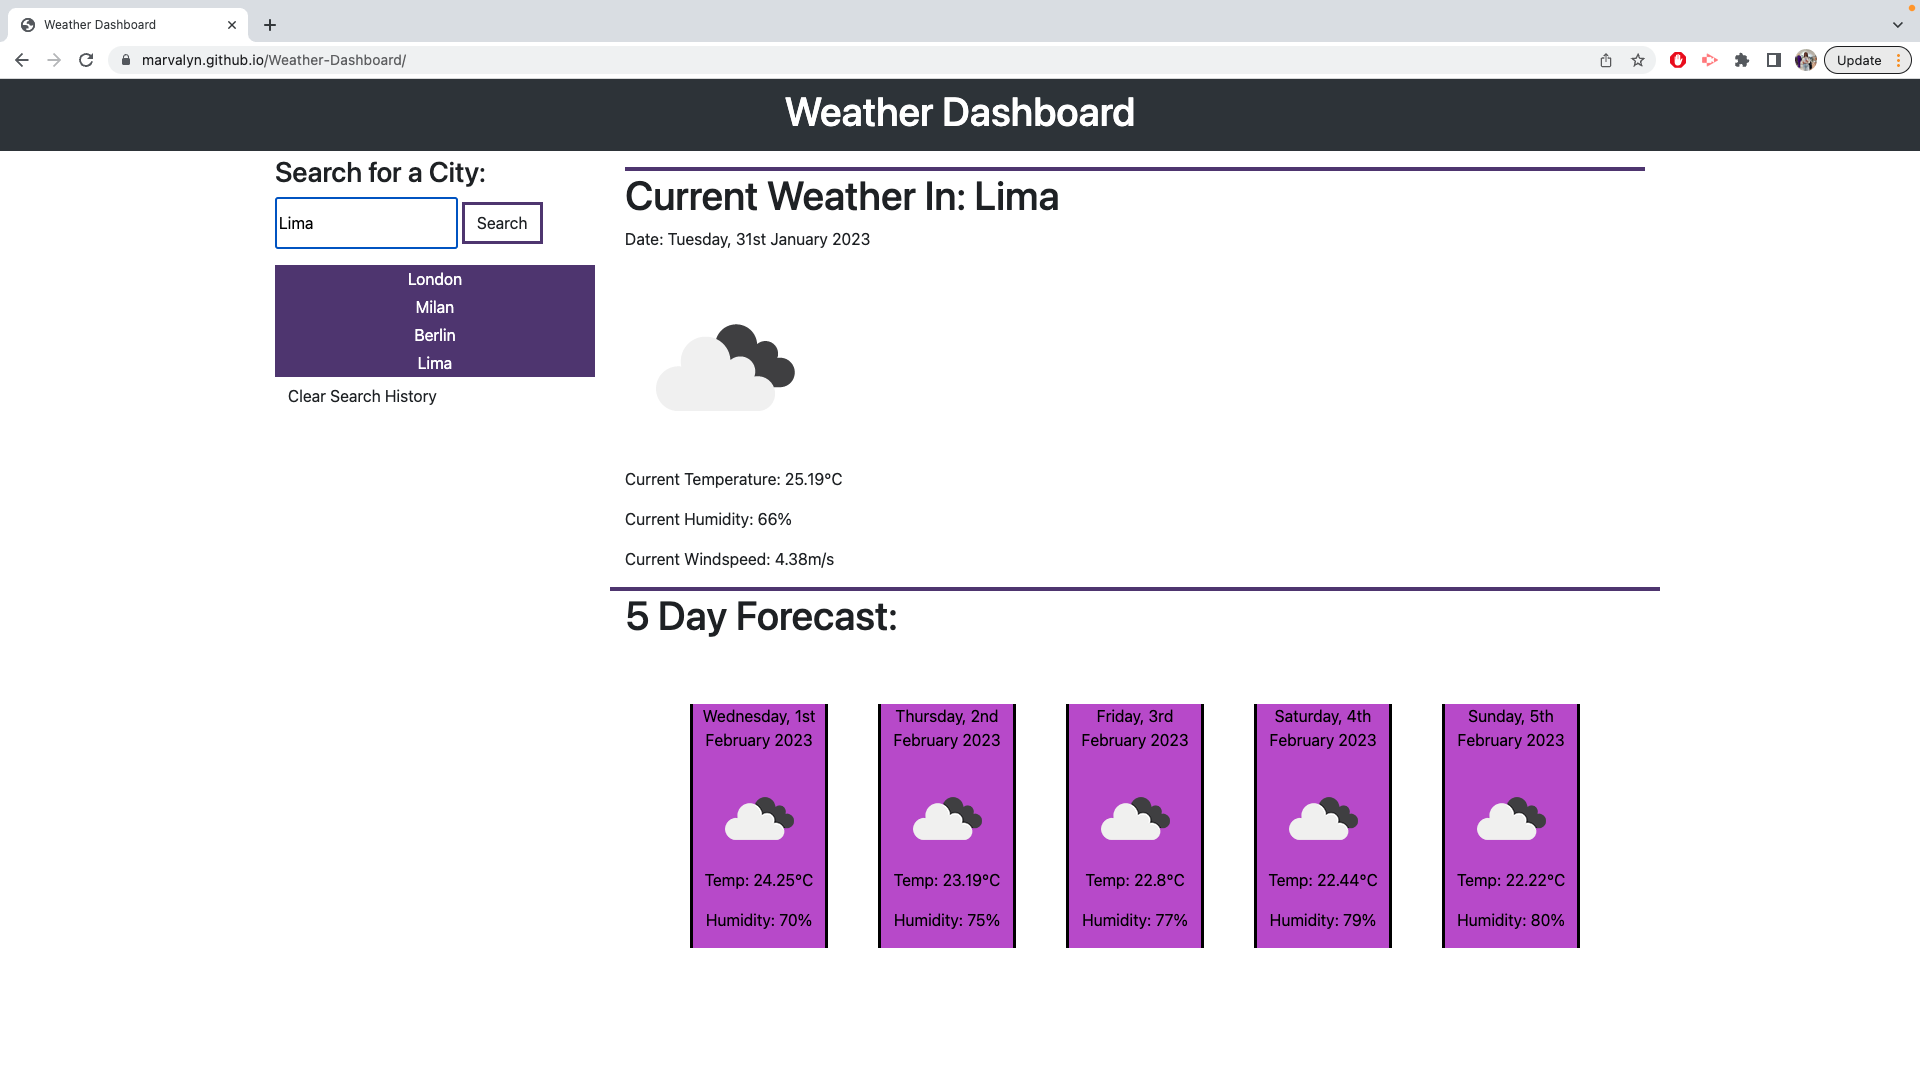 Weather Dashboard
marvalyn.github.io/Weather-Dashboard/
Update
Weather Dashboard
Search for a City:
Lima
Search
London
Milan
Berlin
Lima
Clear Search History
Current Weather In: Lima
Date: Tuesday, 31st January 2023
Current Temperature: 25.19°C
Current Humidity: 66%
Current Windspeed: 4.38m/s
5 Day Forecast:
Wednesday, 1st
February 2023
Temp: 24.25°C
Humidity: 70%
Thursday, 2nd
February 2023
Temp: 23.19°C
Humidity: 75%
Friday, 3rd
February 2023
Temp: 22.8°C
Humidity: 77%
Saturday, 4th
February 2023
Temp: 22.44°C
Humidity: 79%
Sunday, 5th
February 2023
Temp: 22.22°C
Humidity: 80%